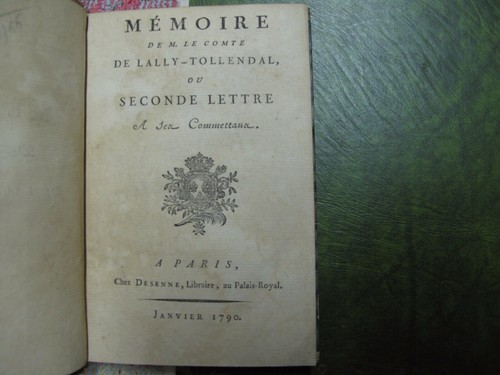 MÉMOIRE
DE M. LE COMTE
DE LALLY-TOLLENDAL,
OU
SECONDE LETTRE
A ses Commettans.
A PARIS,
Chez DESENNE, Libraire, au Palais-Royal.
JANVIER 1790.